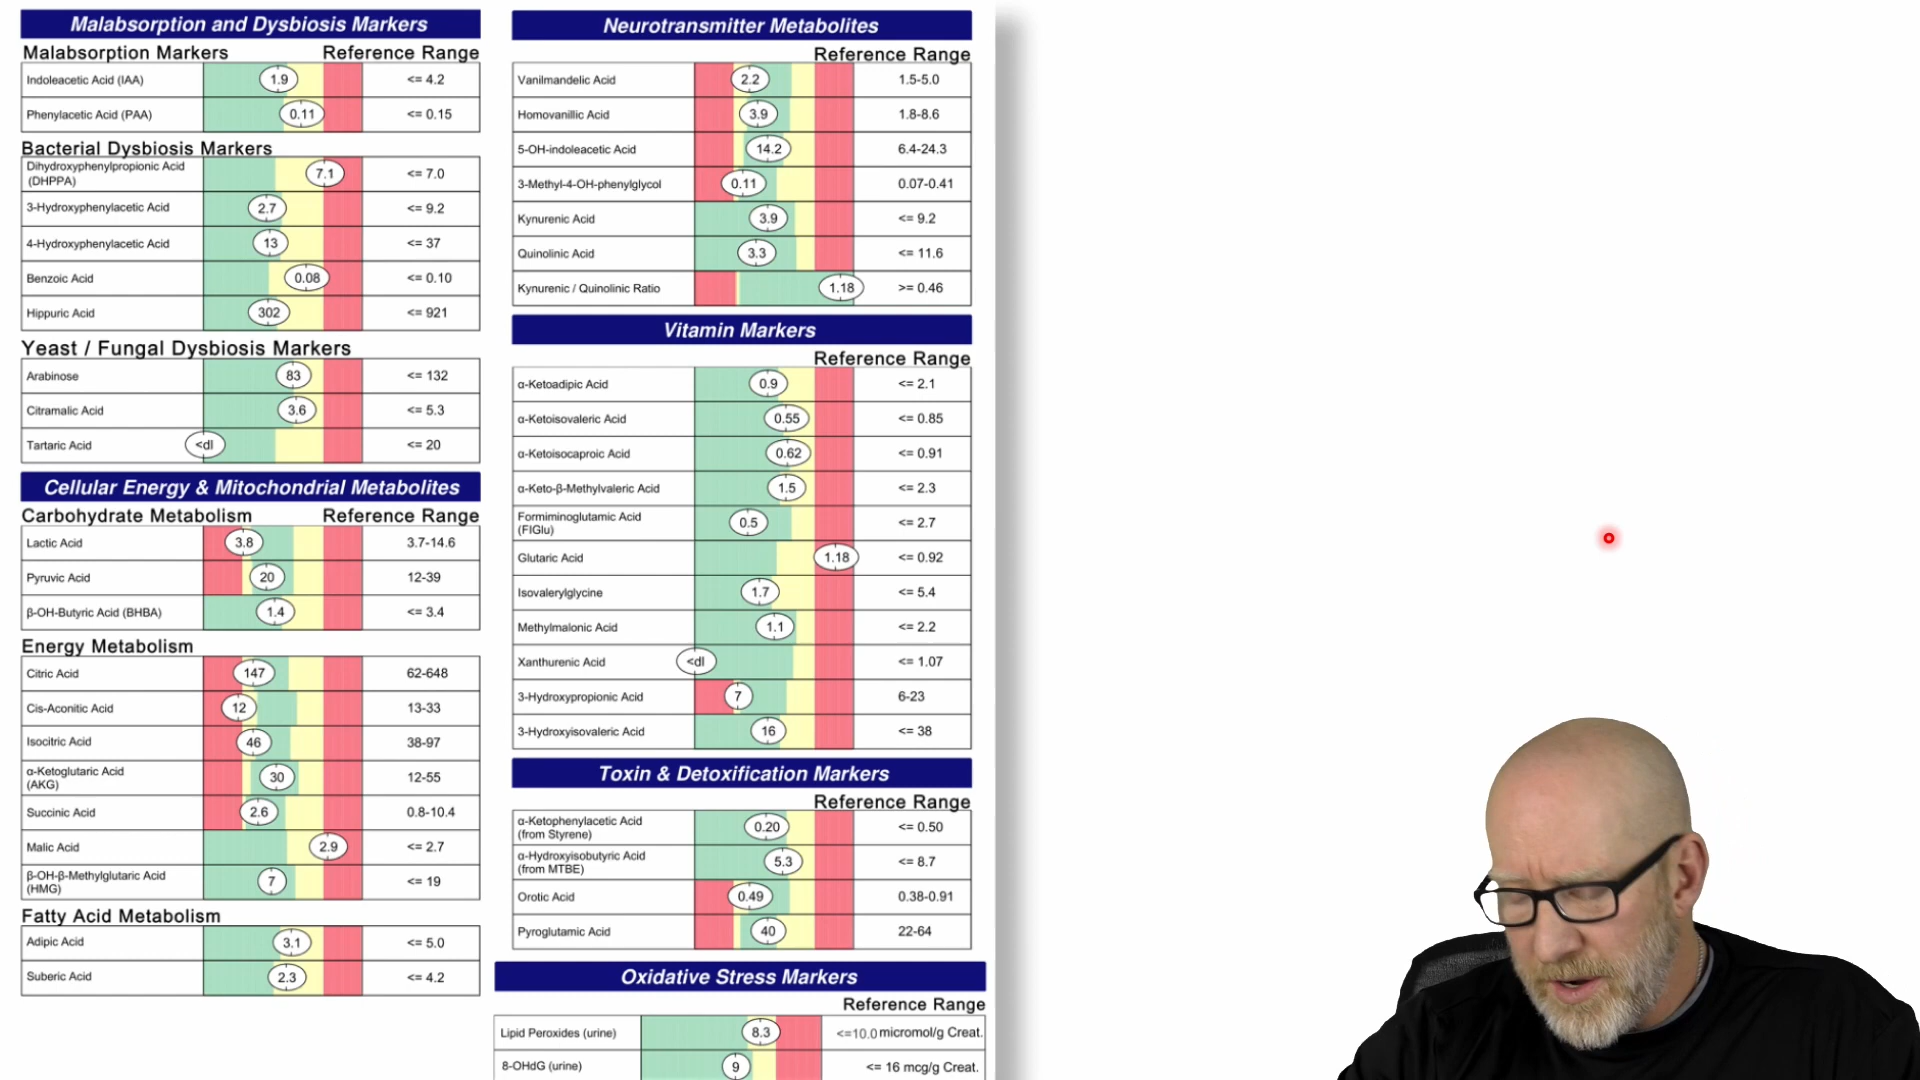 Malabsorption and Dysbiosis Markers
Malabsorption Markers Reference Range
Indoleacetic Acid (IAA) 1.9 <= 4.2
Phenylacetic Acid (PAA) 0.11 <= 0.15
Bacterial Dysbiosis Markers
Dihydroxyphenylpropionic Acid
(DHPPA) 7.1 <= 7.0
3-Hydroxyphenylacetic Acid 2.7 <= 9.2
4-Hydroxyphenylacetic Acid 13 <= 37
Benzoic Acid 0.08 <= 0.10
Hippuric Acid 302 <= 921
Yeast / Fungal Dysbiosis Markers
Arabinose 83 <= 132
Citramalic Acid 3.6 <= 5.3
Tartaric Acid <dl <= 20
Cellular Energy & Mitochondrial Metabolites
Carbohydrate Metabolism Reference Range
Lactic Acid 3.8 3.7-14.6
Pyruvic Acid 20 12-39
β-OH-Butyric Acid (BHBA) 1.4 <= 3.4
Energy Metabolism
Citric Acid 147 62-648
Cis-Aconitic Acid 12 13-33
Isocitric Acid 46 38-97
α-Ketoglutaric Acid
(AKG) 30 12-55
Succinic Acid 2.6 0.8-10.4
Malic Acid 2.9 <= 2.7
β-OH-β-Methylglutaric Acid
(HMG) 7 <= 19
Fatty Acid Metabolism
Adipic Acid 3.1 <= 5.0
Suberic Acid 2.3 <= 4.2
Neurotransmitter Metabolites
Reference Range
Vanilmandelic Acid 2.2 1.5-5.0
Homovanillic Acid 3.9 1.8-8.6
5-OH-indoleacetic Acid 14.2 6.4-24.3
3-Methyl-4-OH-phenylglycol 0.11 0.07-0.41
Kynurenic Acid 3.9 <= 9.2
Quinolinic Acid 3.3 <= 11.6
Kynurenic / Quinolinic Ratio 1.18 >= 0.46
Vitamin Markers
Reference Range
α-Ketoadipic Acid 0.9 <= 2.1
α-Ketoisovaleric Acid 0.55 <= 0.85
α-Ketoisocaproic Acid 0.62 <= 0.91
α-Keto-β-Methylvaleric Acid 1.5 <= 2.3
Formiminoglutamic Acid
(FIGlu) 0.5 <= 2.7
Glutaric Acid 1.18 <= 0.92
Isovalerylglycine 1.7 <= 5.4
Methylmalonic Acid 1.1 <= 2.2
Xanthurenic Acid <dl <= 1.07
3-Hydroxypropionic Acid 7 6-23
3-Hydroxyisovaleric Acid 16 <= 38
Toxin & Detoxification Markers
Reference Range
α-Ketophenylacetic Acid
(from Styrene) 0.20 <= 0.50
α-Hydroxyisobutyric Acid
(from MTBE) 5.3 <= 8.7
Orotic Acid 0.49 0.38-0.91
Pyroglutamic Acid 40 22-64
Oxidative Stress Markers
Reference Range
Lipid Peroxides (urine) 8.3 <=10.0 micromol/g Creat.
8-OHdG (urine) 9 <= 16 mcg/g Creat.